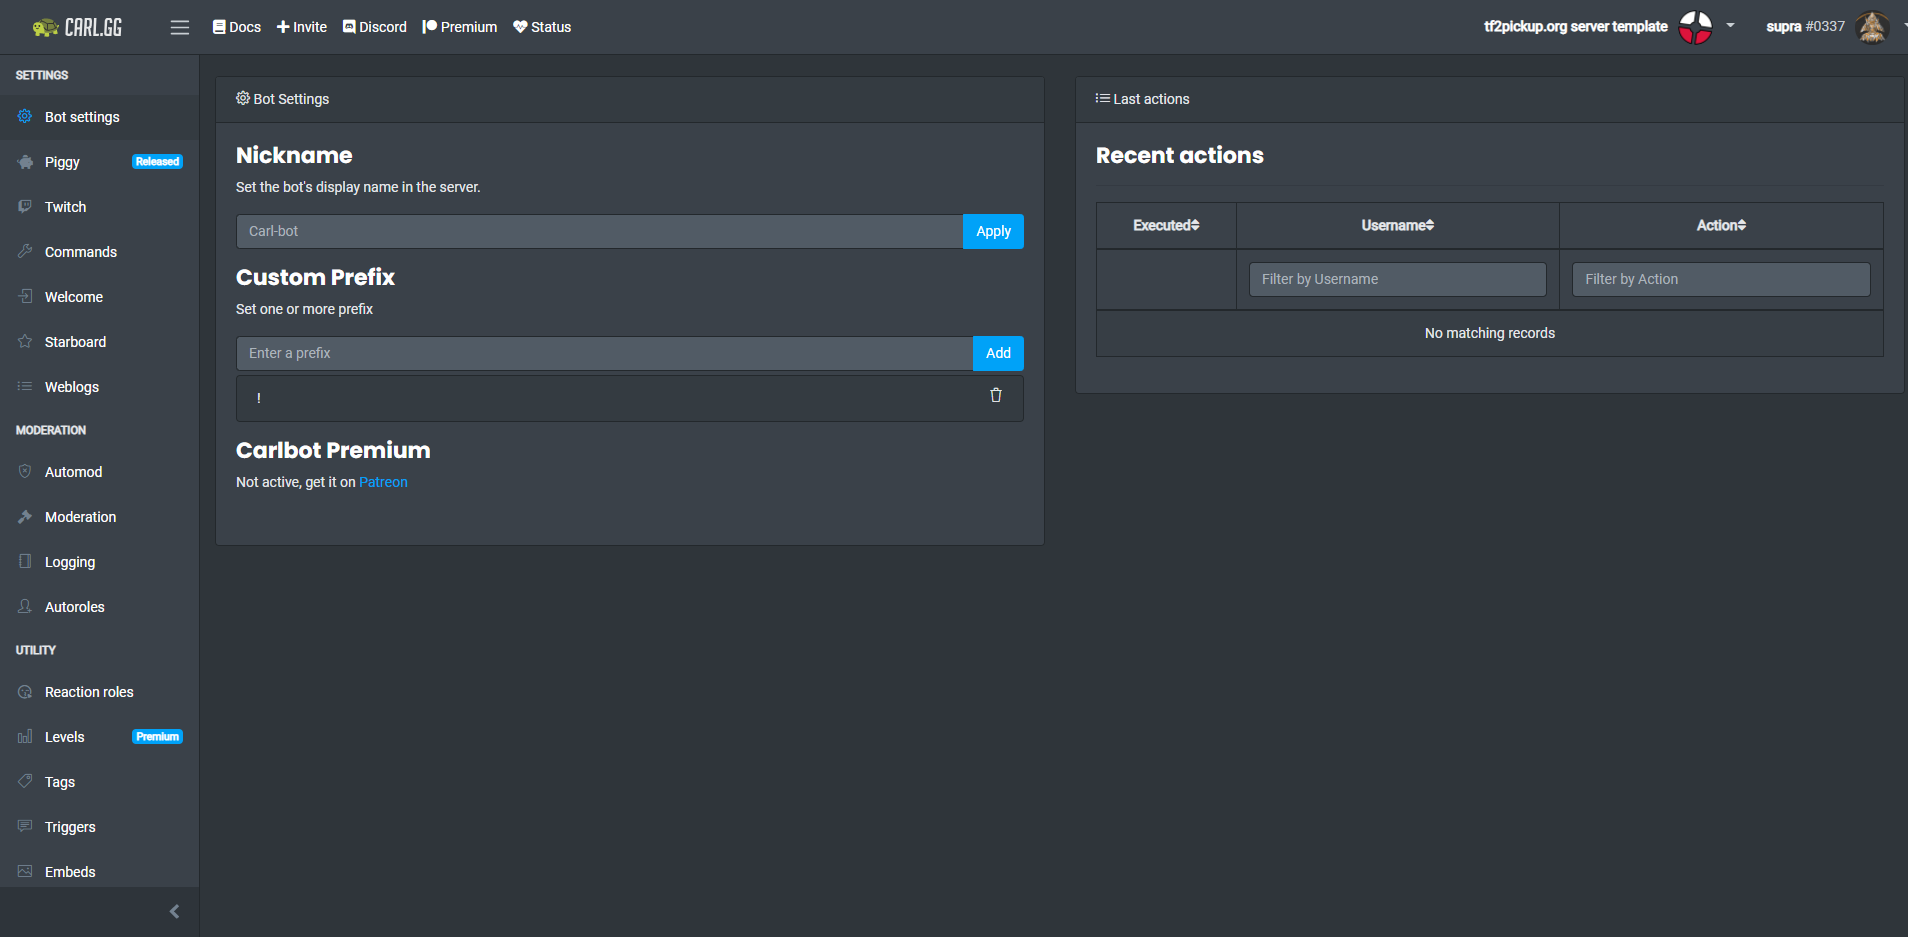 CARL.GG
Docs Invite Discord Premium Status
tf2pickup.org server template
supra #0337
SETTINGS
Bot settings
Piggy Released
Twitch
Commands
Welcome
Starboard
Weblogs
MODERATION
Automod
Moderation
Logging
Autoroles
UTILITY
Reaction roles
Levels Premium
Tags
Triggers
Embeds
Bot Settings
Nickname
Set the bot's display name in the server.
Carl-bot Apply
Custom Prefix
Set one or more prefix
Enter a prefix Add
!
Carlbot Premium
Not active, get it on Patreon
Last actions
Recent actions
Executed Username Action
Filter by Username Filter by Action
No matching records